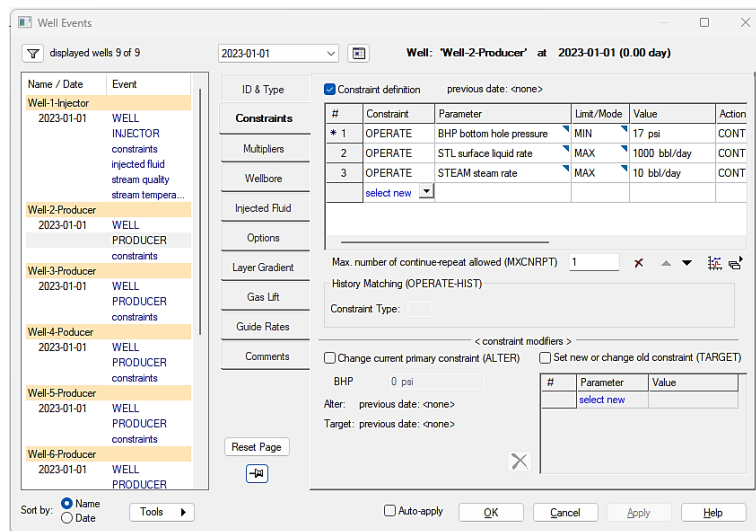 Well Events
displayed wells 9 of 9
2023-01-01
Well: 'Well-2-Producer' at 2023-01-01 (0.00 day)
Name / Date Event
Well-1-Injector
2023-01-01 WELL
INJECTOR
constraints
injected fluid
stream quality
stream tempera...
Well-2-Producer
2023-01-01 WELL
PRODUCER
constraints
Well-3-Producer
2023-01-01 WELL
PRODUCER
constraints
Well-4-Poducer
2023-01-01 WELL
PRODUCER
constraints
Well-5-Producer
2023-01-01 WELL
PRODUCER
constraints
Well-6-Producer
2023-01-01 WELL
PRODUCER
Sort by: Name
Date
Tools
ID & Type
Constraints
Multipliers
Wellbore
Injected Fluid
Options
Layer Gradient
Gas Lift
Guide Rates
Comments
Reset Page
Constraint definition previous date: <none>
# Constraint Parameter Limit/Mode Value Action
* 1 OPERATE BHP bottom hole pressure MIN 17 psi CONT
2 OPERATE STL surface liquid rate MAX 1000 bbl/day CONT
3 OPERATE STEAM steam rate MAX 10 bbl/day CONT
select new
Max. number of continue-repeat allowed (MXCNRPT) 1
History Matching (OPERATE-HIST)
Constraint Type:
< constraint modifiers >
Change current primary constraint (ALTER)
BHP 0 psi
Alter: previous date: <none>
Target: previous date: <none>
Set new or change old constraint (TARGET)
# Parameter Value
select new
Auto-apply OK Cancel Apply Help